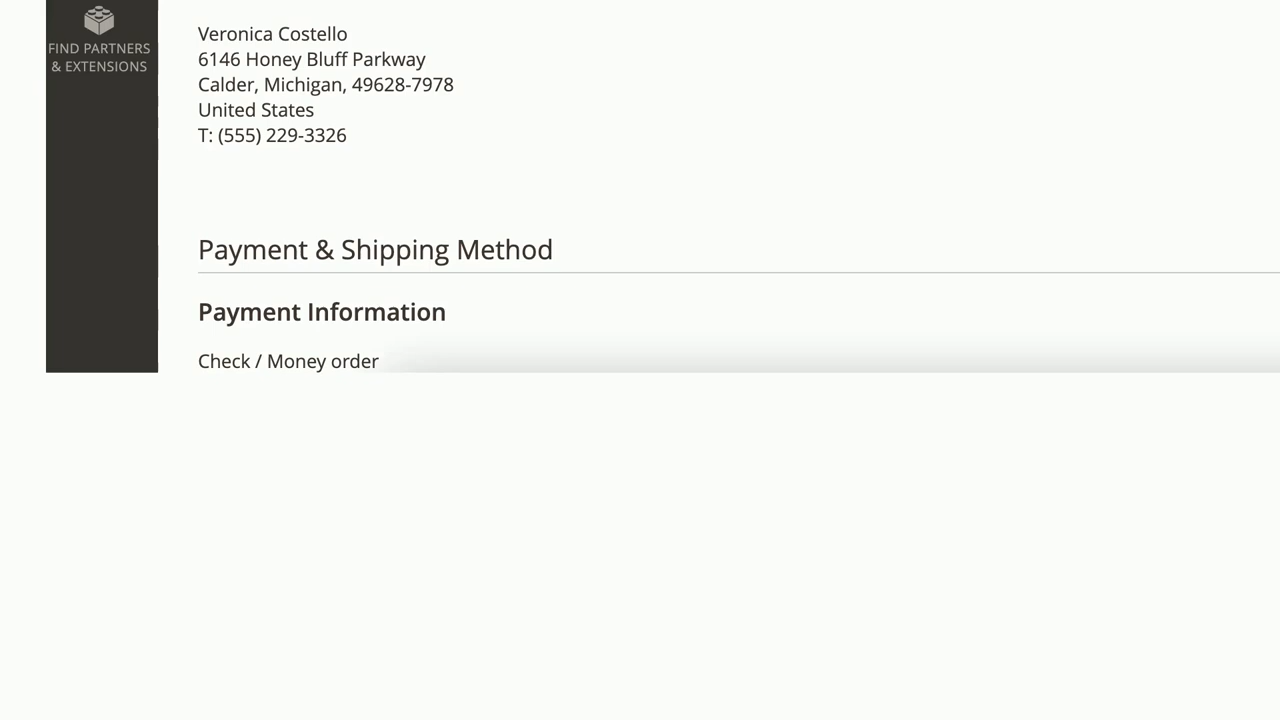 FIND PARTNERS
& EXTENSIONS
Veronica Costello
6146 Honey Bluff Parkway
Calder, Michigan, 49628-7978
United States
T: (555) 229-3326
Payment & Shipping Method
Payment Information
Check / Money order